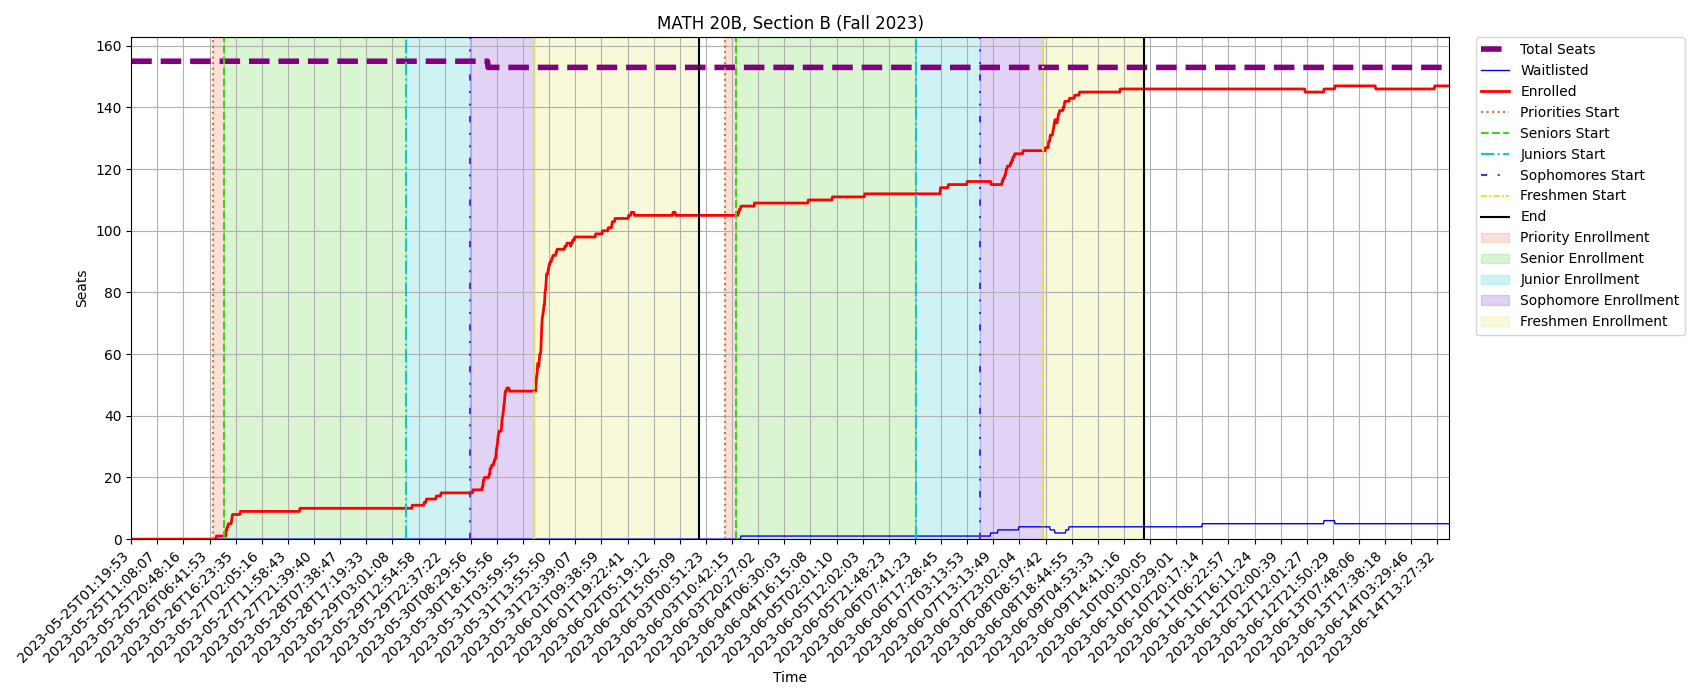 MATH 20B, Section B (Fall 2023)
Seats
160
140
120
100
80
60
40
20
0
2023-05-25T01:19:53
2023-05-25T11:08:07
2023-05-25T20:48:16
2023-05-26T06:41:53
2023-05-26T16:23:35
2023-05-27T02:05:16
2023-05-27T11:58:43
2023-05-27T21:39:40
2023-05-28T07:38:47
2023-05-28T17:19:33
2023-05-29T03:01:08
2023-05-29T12:54:58
2023-05-29T22:37:22
2023-05-30T08:29:56
2023-05-30T18:15:56
2023-05-31T03:59:55
2023-05-31T13:55:50
2023-05-31T23:39:07
2023-06-01T09:38:59
2023-06-01T19:22:41
2023-06-02T05:19:12
2023-06-02T15:05:09
2023-06-03T00:51:23
2023-06-03T10:42:15
2023-06-03T20:27:02
2023-06-04T06:30:03
2023-06-04T16:15:08
2023-06-05T02:01:10
2023-06-05T12:02:03
2023-06-05T21:48:23
2023-06-06T07:41:23
2023-06-06T17:28:45
2023-06-07T03:13:53
2023-06-07T13:13:49
2023-06-07T23:02:04
2023-06-08T08:57:42
2023-06-08T18:44:55
2023-06-09T04:53:33
2023-06-09T14:41:16
2023-06-10T00:30:05
2023-06-10T10:29:01
2023-06-10T20:17:14
2023-06-11T06:22:57
2023-06-11T16:11:24
2023-06-12T02:00:39
2023-06-12T12:01:27
2023-06-12T21:50:29
2023-06-13T07:48:06
2023-06-13T17:38:18
2023-06-14T03:29:46
2023-06-14T13:27:32
Time
Total Seats
Waitlisted
Enrolled
Priorities Start
Seniors Start
Juniors Start
Sophomores Start
Freshmen Start
End
Priority Enrollment
Senior Enrollment
Junior Enrollment
Sophomore Enrollment
Freshmen Enrollment